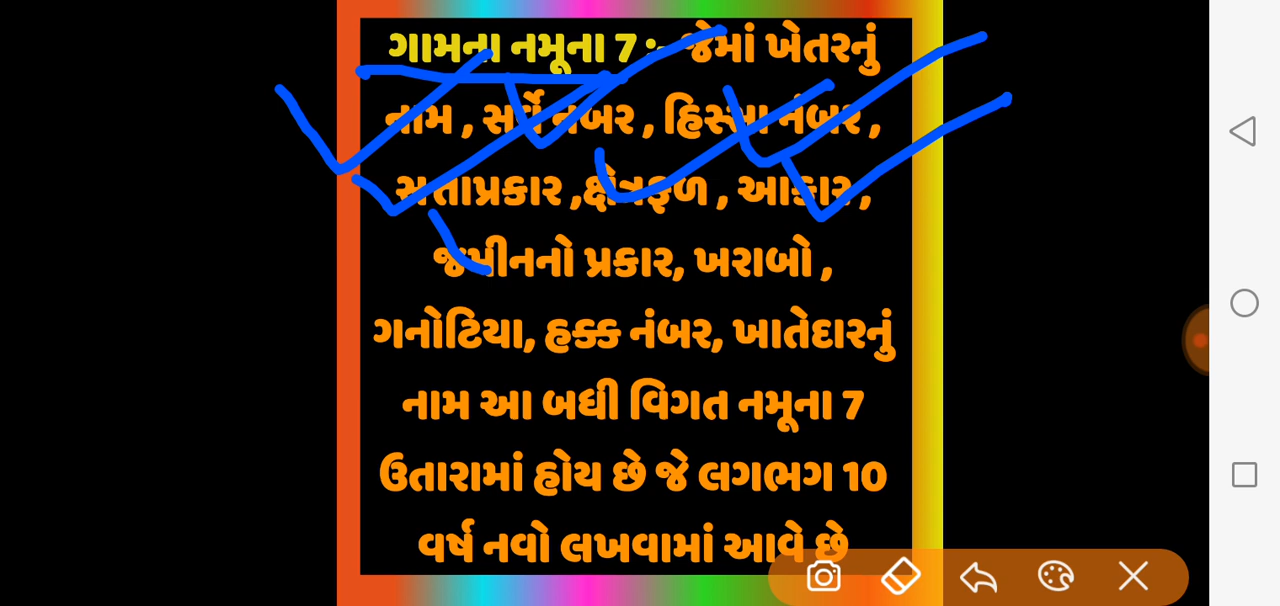 ગામના નમૂના 7 :- જેમાં ખેતરનું
નામ , સર્વે નંબર , હિસ્સા નંબર ,
સતાપ્રકાર ,ક્ષેત્રફળ , આકાર ,
જમીનનો પ્રકાર, ખરાબો ,
ગનોટિયા, હક્ક નંબર, ખાતેદારનું
નામ આ બધી વિગત નમૂના 7
ઉતારામાં હોય છે જે લગભગ 10
વર્ષ નવો લખવામાં આવે છે